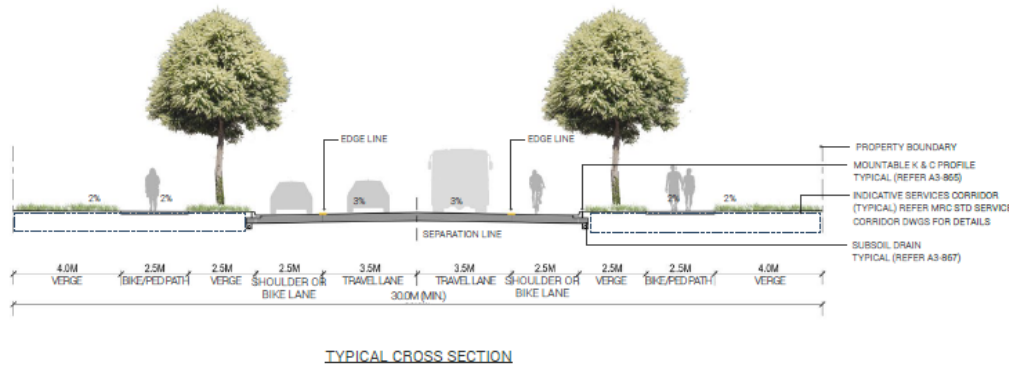 EDGE LINE
EDGE LINE
PROPERTY BOUNDARY
MOUNTABLE K & C PROFILE
TYPICAL (REFER A3-865)
INDICATIVE SERVICES CORRIDOR
(TYPICAL) REFER MRC STD SERVICE
CORRIDOR DWGS FOR DETAILS
SUBSOIL DRAIN
TYPICAL (REFER A3-867)
2% 2% 3% 3% 2% 2%
SEPARATION LINE
4.0M 2.5M 2.5M 2.5M 3.5M 3.5M 2.5M 2.5M 2.5M 4.0M
VERGE BIKE/PED PATH VERGE SHOULDER OR TRAVEL LANE TRAVEL LANE SHOULDER OR VERGE BIKE/PED PATH VERGE
BIKE LANE BIKE LANE
30.0M (MIN.)
TYPICAL CROSS SECTION